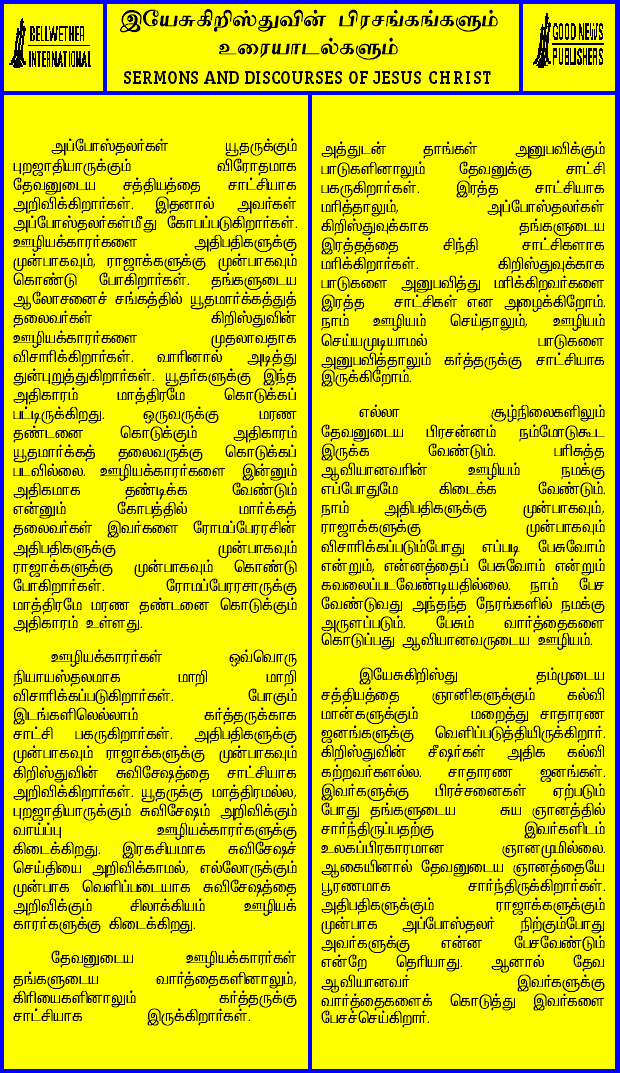 BELLWETHER
INTERNATIONAL
இயேசுகிறிஸ்துவின் பிரசங்கங்களும்
உரையாடல்களும்
SERMONS AND DISCOURSES OF JESUS CHRIST
GOOD NEWS
PUBLISHERS
அப்போஸ்தலர்கள் யூதருக்கும்
புறஜாதியாருக்கும் விரோதமாக
தேவனுடைய சத்தியத்தை சாட்சியாக
அறிவிக்கிறார்கள். இதனால் அவர்கள்
அப்போஸ்தலர்கள்மீது கோபப்படுகிறார்கள்.
ஊழியக்காரர்களை அதிபதிகளுக்கு
முன்பாகவும், ராஜாக்களுக்கு முன்பாகவும்
கொண்டு போகிறார்கள். தங்களுடைய
ஆலோசனைச் சங்கத்தில் யூதமார்க்கத்துத்
தலைவர்கள் கிறிஸ்துவின்
ஊழியக்காரர்களை முதலாவதாக
விசாரிக்கிறார்கள். வாரினால் அடித்து
துன்புறுத்துகிறார்கள். யூதர்களுக்கு இந்த
அதிகாரம் மாத்திரமே கொடுக்கப்
பட்டிருக்கிறது. ஒருவருக்கு மரண
தண்டனை கொடுக்கும் அதிகாரம்
யூதமார்க்கத் தலைவருக்கு கொடுக்கப்
படவில்லை. ஊழியக்காரர்களை இன்னும்
அதிகமாக தண்டிக்க வேண்டும்
என்னும் கோபத்தில் மார்க்கத்
தலைவர்கள் இவர்களை ரோமப்பேரரசின்
அதிபதிகளுக்கு முன்பாகவும்
ராஜாக்களுக்கு முன்பாகவும் கொண்டு
போகிறார்கள். ரோமப்பேரரசாருக்கு
மாத்திரமே மரண தண்டனை கொடுக்கும்
அதிகாரம் உள்ளது.
ஊழியக்காரர்கள் ஒவ்வொரு
நியாயஸ்தலமாக மாறி மாறி
விசாரிக்கப்படுகிறார்கள். போகும்
இடங்களிலெல்லாம் கர்த்தருக்காக
சாட்சி பகருகிறார்கள். அதிபதிகளுக்கு
முன்பாகவும் ராஜாக்களுக்கு முன்பாகவும்
கிறிஸ்துவின் சுவிசேஷத்தை சாட்சியாக
அறிவிக்கிறார்கள். யூதருக்கு மாத்திரமல்ல,
புறஜாதியாருக்கும் சுவிசேஷம் அறிவிக்கும்
வாய்ப்பு ஊழியக்காரர்களுக்கு
கிடைக்கிறது. இரகசியமாக சுவிசேஷச்
செய்தியை அறிவிக்காமல், எல்லோருக்கும்
முன்பாக வெளிப்படையாக சுவிசேஷத்தை
அறிவிக்கும் சிலாக்கியம் ஊழியக்
காரர்களுக்கு கிடைக்கிறது.
தேவனுடைய ஊழியக்காரர்கள்
தங்களுடைய வார்த்தைகளினாலும்,
கிரியைகளினாலும் கர்த்தருக்கு
சாட்சியாக இருக்கிறார்கள்.
அத்துடன் தாங்கள் அனுபவிக்கும்
பாடுகளினாலும் தேவனுக்கு சாட்சி
பகருகிறார்கள். இரத்த சாட்சியாக
மரித்தாலும், அப்போஸ்தலர்கள்
கிறிஸ்துவுக்காக தங்களுடைய
இரத்தத்தை சிந்தி சாட்சிகளாக
மரிக்கிறார்கள். கிறிஸ்துவுக்காக
பாடுகளை அனுபவித்து மரிக்கிறவர்களை
இரத்த சாட்சிகள் என அழைக்கிறோம்.
நாம் ஊழியம் செய்தாலும், ஊழியம்
செய்யமுடியாமல் பாடுகளை
அனுபவித்தாலும் கர்த்தருக்கு சாட்சியாக
இருக்கிறோம்.
எல்லா சூழ்நிலைகளிலும்
தேவனுடைய பிரசன்னம் நம்மோடுகூட
இருக்க வேண்டும். பரிசுத்த
ஆவியானவரின் ஊழியம் நமக்கு
எப்போதுமே கிடைக்க வேண்டும்.
நாம் அதிபதிகளுக்கு முன்பாகவும்,
ராஜாக்களுக்கு முன்பாகவும்
விசாரிக்கப்படும்போது எப்படி பேசுவோம்
என்றும், என்னத்தைப் பேசுவோம் என்றும்
கவலைப்படவேண்டியதில்லை. நாம் பேச
வேண்டுவது அந்தந்த நேரங்களில் நமக்கு
அருளப்படும். பேசும் வார்த்தைகளை
கொடுப்பது ஆவியானவருடைய ஊழியம்.
இயேசுகிறிஸ்து தம்முடைய
சத்தியத்தை ஞானிகளுக்கும் கல்வி
மான்களுக்கும் மறைத்து சாதாரண
ஜனங்களுக்கு வெளிப்படுத்தியிருக்கிறார்.
கிறிஸ்துவின் சீஷர்கள் அதிக கல்வி
கற்றவர்களல்ல. சாதாரண ஜனங்கள்.
இவர்களுக்கு பிரச்சனைகள் ஏற்படும்
போது தங்களுடைய சுய ஞானத்தில்
சார்ந்திருப்பதற்கு இவர்களிடம்
உலகப்பிரகாரமான ஞானமுமில்லை.
ஆகையினால் தேவனுடைய ஞானத்தையே
பூரணமாக சார்ந்திருக்கிறார்கள்.
அதிபதிகளுக்கும் ராஜாக்களுக்கும்
முன்பாக அப்போஸ்தலர் நிற்கும்போது
அவர்களுக்கு என்ன பேசவேண்டும்
என்றே தெரியாது. ஆனால் தேவ
ஆவியானவர் இவர்களுக்கு
வார்த்தைகளைக் கொடுத்து இவர்களை
பேசச்செய்கிறார்.